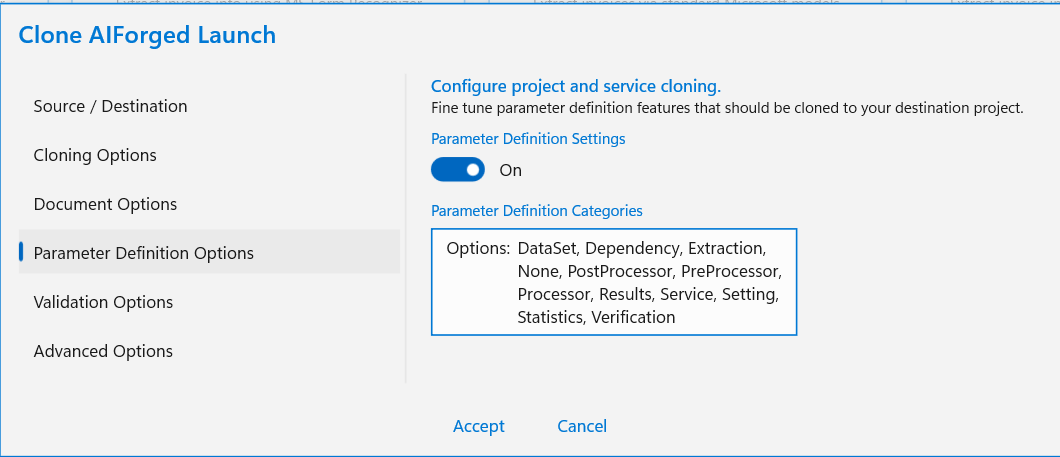 Clone AIForged Launch
Source / Destination
Cloning Options
Document Options
Parameter Definition Options
Validation Options
Advanced Options
Configure project and service cloning.
Fine tune parameter definition features that should be cloned to your destination project.
Parameter Definition Settings
On
Parameter Definition Categories
Options: DataSet, Dependency, Extraction,
None, PostProcessor, PreProcessor,
Processor, Results, Service, Setting,
Statistics, Verification
Accept Cancel